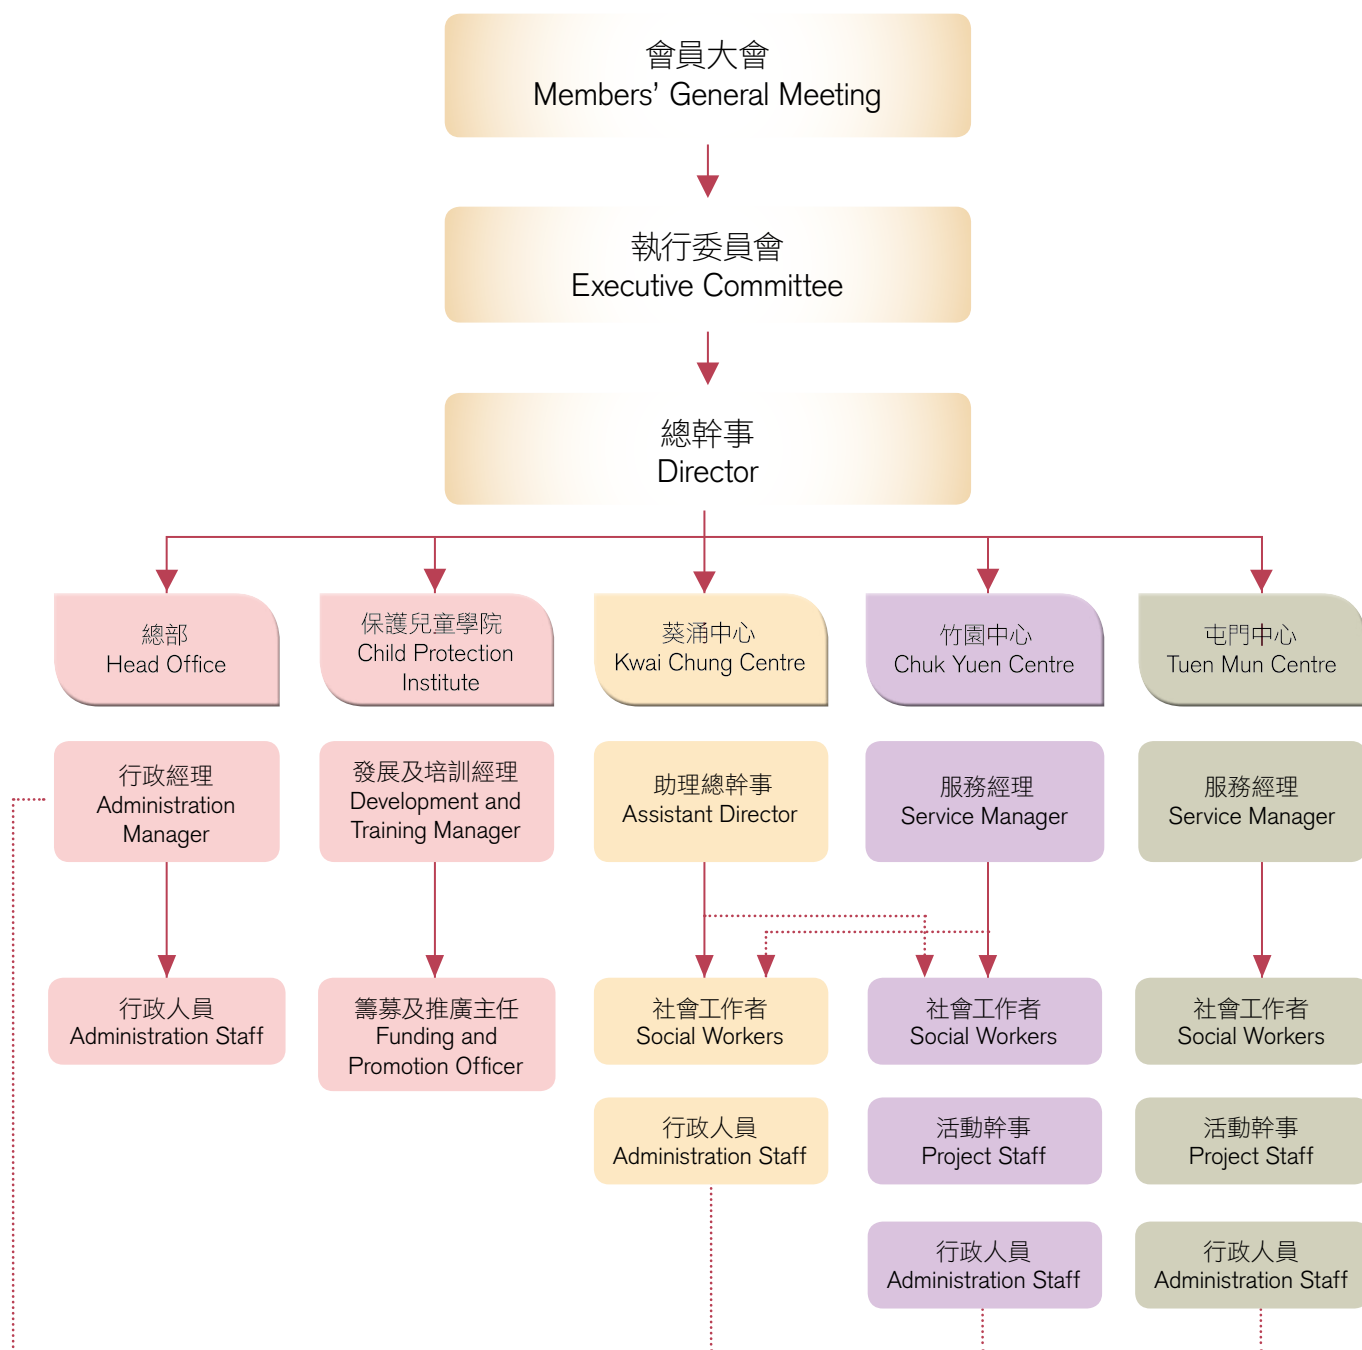 會員大會
Members' General Meeting
執行委員會
Executive Committee
總幹事
Director
總部
Head Office
保護兒童學院
Child Protection
Institute
葵涌中心
Kwai Chung Centre
竹園中心
Chuk Yuen Centre
屯門中心
Tuen Mun Centre
行政經理
Administration
Manager
發展及培訓經理
Development and
Training Manager
助理總幹事
Assistant Director
服務經理
Service Manager
服務經理
Service Manager
行政人員
Administration Staff
籌募及推廣主任
Funding and
Promotion Officer
社會工作者
Social Workers
社會工作者
Social Workers
社會工作者
Social Workers
行政人員
Administration Staff
活動幹事
Project Staff
活動幹事
Project Staff
行政人員
Administration Staff
行政人員
Administration Staff